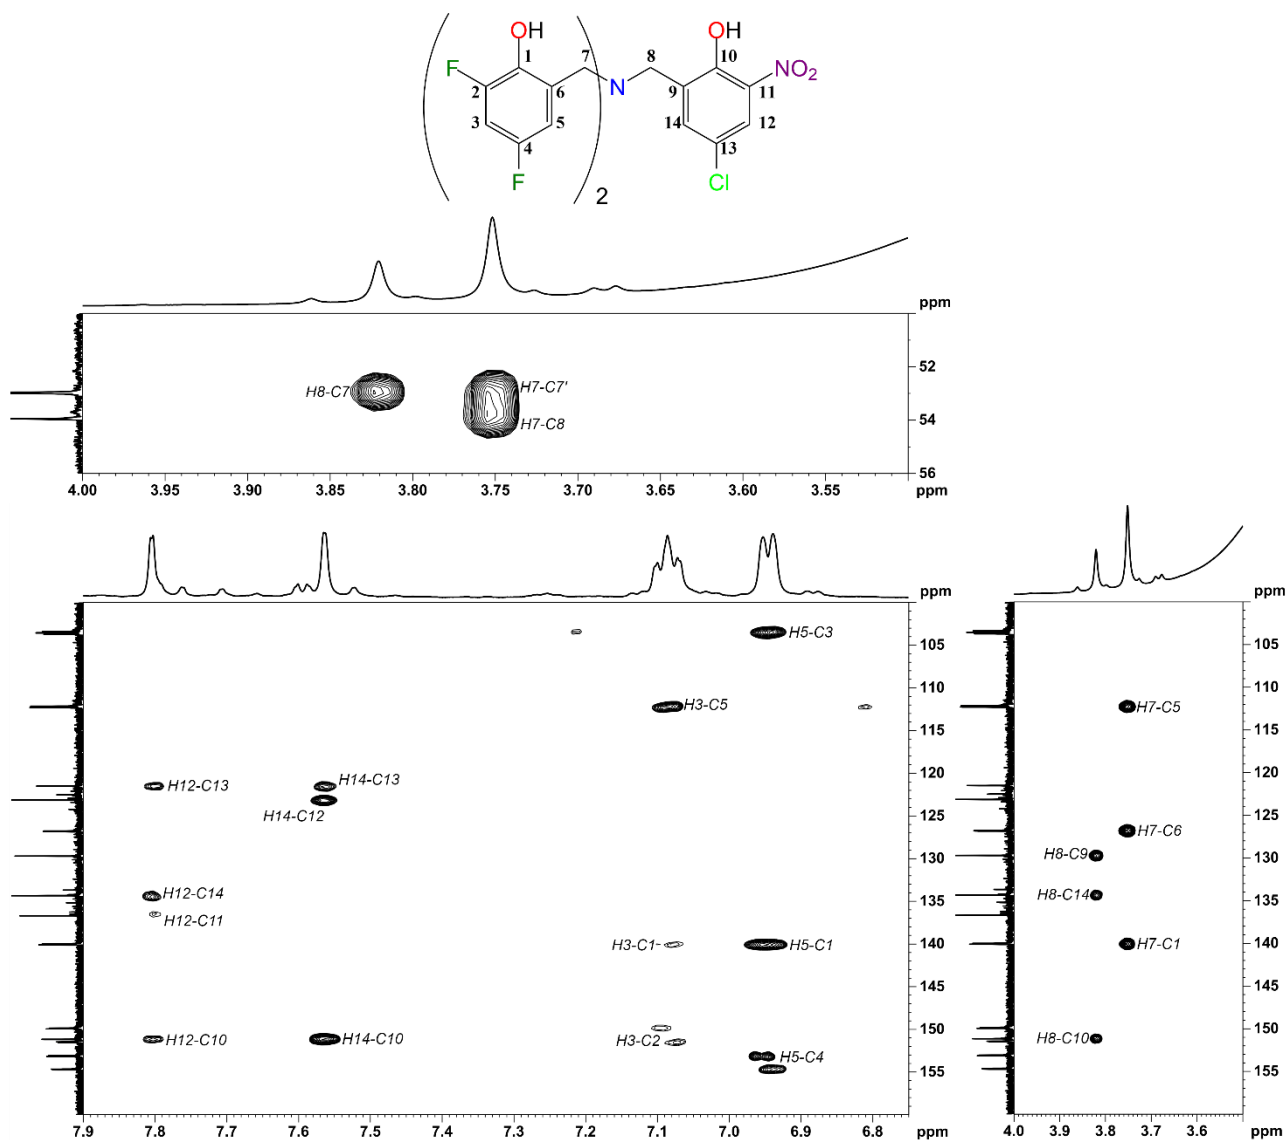 OH
OH
1
7
8
10
NO2
F
2
6
N
9
11
3
5
14
12
4
13
F
Cl
2
ppm
52
H8-C7
H7-C7'
54
H7-C8
56
4.00 3.95 3.90 3.85 3.80 3.75 3.70 3.65 3.60 3.55 ppm
ppm
ppm
H5-C3
105
105
H3-C5
110
110
H7-C5
115
115
H12-C13
H14-C13
120
120
H14-C12
125
125
H7-C6
H8-C9
130
130
H12-C14
H8-C14
135
135
H12-C11
H3-C1
H5-C1
140
140
H7-C1
145
145
H12-C10
H14-C10
H3-C2
150
150
H8-C10
H5-C4
155
155
7.9 7.8 7.7 7.6 7.5 7.4 7.3 7.2 7.1 7.0 6.9 6.8 ppm
4.0 3.9 3.8 3.7 3.6 ppm